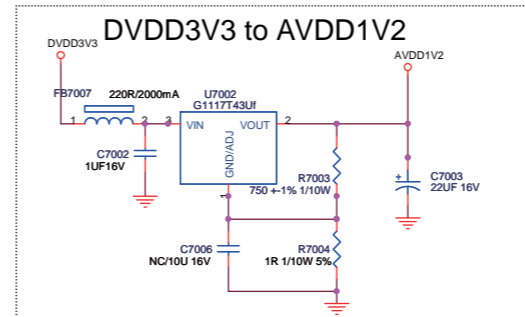 DVDD3V3 to AVDD1V2
DVDD3V3
AVDD1V2
FB7007
220R/2000mA
U7002
G1117T43Uf
1
2
3
VIN
VOUT
2
GND/ADJ
1
C7002
1UF16V
R7003
750 +-1% 1/10W
+
C7003
22UF 16V
C7006
NC/10U 16V
R7004
1R 1/10W 5%